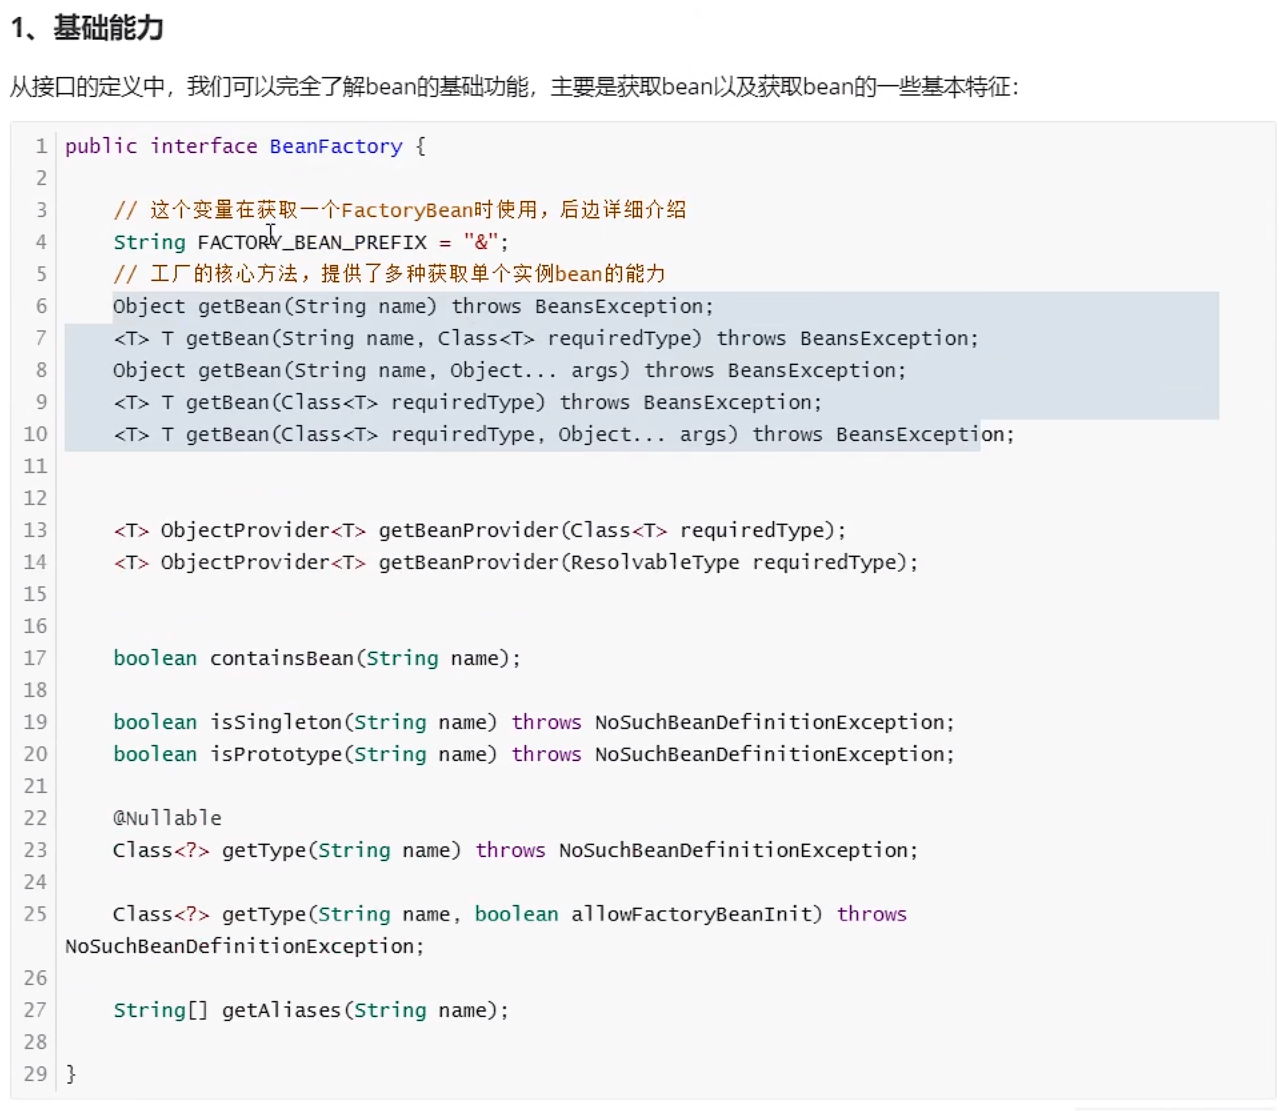 1、基础能力
从接口的定义中，我们可以完全了解bean的基础功能，主要是获取bean以及获取bean的一些基本特征：
1 public interface BeanFactory {
2
3 // 这个变量在获取一个FactoryBean时使用，后边详细介绍
4 String FACTORY_BEAN_PREFIX = "&";
5 // 工厂的核心方法，提供了多种获取单个实例bean的能力
6 Object getBean(String name) throws BeansException;
7 <T> T getBean(String name, Class<T> requiredType) throws BeansException;
8 Object getBean(String name, Object... args) throws BeansException;
9 <T> T getBean(Class<T> requiredType) throws BeansException;
10 <T> T getBean(Class<T> requiredType, Object... args) throws BeansException;
11
12
13 <T> ObjectProvider<T> getBeanProvider(Class<T> requiredType);
14 <T> ObjectProvider<T> getBeanProvider(ResolvableType requiredType);
15
16
17 boolean containsBean(String name);
18
19 boolean isSingleton(String name) throws NoSuchBeanDefinitionException;
20 boolean isPrototype(String name) throws NoSuchBeanDefinitionException;
21
22 @Nullable
23 Class<?> getType(String name) throws NoSuchBeanDefinitionException;
24
25 Class<?> getType(String name, boolean allowFactoryBeanInit) throws
NoSuchBeanDefinitionException;
26
27 String[] getAliases(String name);
28
29 }